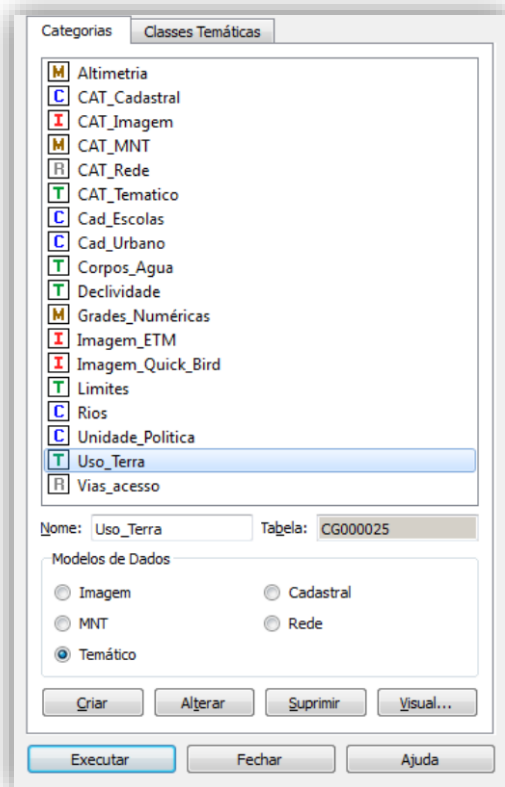 Categorias Classes Temáticas
M Altimetria
C CAT_Cadastral
I CAT_Imagem
M CAT_MNT
R CAT_Rede
T CAT_Tematico
C Cad_Escolas
C Cad_Urbano
T Corpos_Agua
T Declividade
M Grades_Numéricas
I Imagem_ETM
I Imagem_Quick_Bird
T Limites
C Rios
C Unidade_Politica
T Uso_Terra
R Vias_acesso
Nome: Uso_Terra Tabela: CG000025
Modelos de Dados
Imagem Cadastral
MNT Rede
Temático
Criar Alterar Suprimir Visual...
Executar Fechar Ajuda